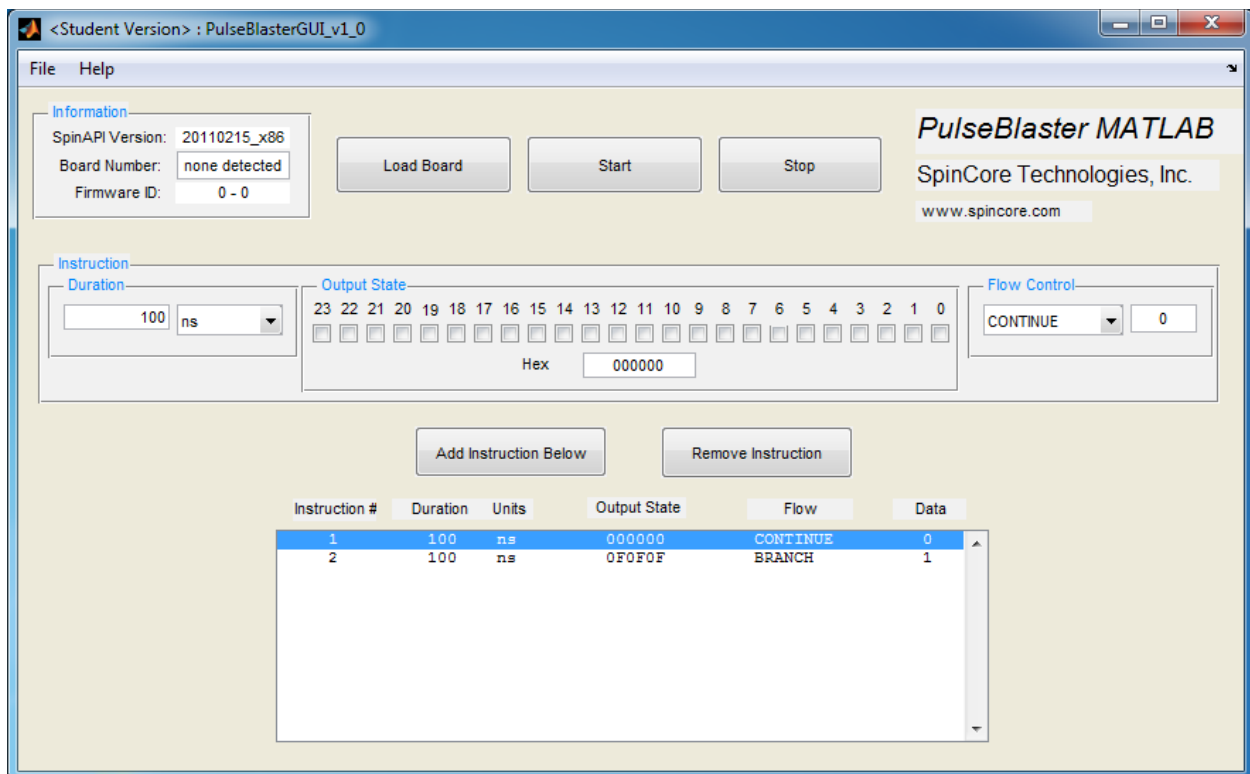 <Student Version> : PulseBlasterGUI_v1_0
File Help
Information
SpinAPI Version: 20110215_x86
Board Number: none detected
Firmware ID: 0 - 0
Load Board
Start
Stop
PulseBlaster MATLAB
SpinCore Technologies, Inc.
www.spincore.com
Instruction
Duration
100 ns
Output State
23 22 21 20 19 18 17 16 15 14 13 12 11 10 9 8 7 6 5 4 3 2 1 0
Hex 000000
Flow Control
CONTINUE 0
Add Instruction Below
Remove Instruction
Instruction # Duration Units Output State Flow Data
1 100 ns 000000 CONTINUE 0
2 100 ns 0F0F0F BRANCH 1